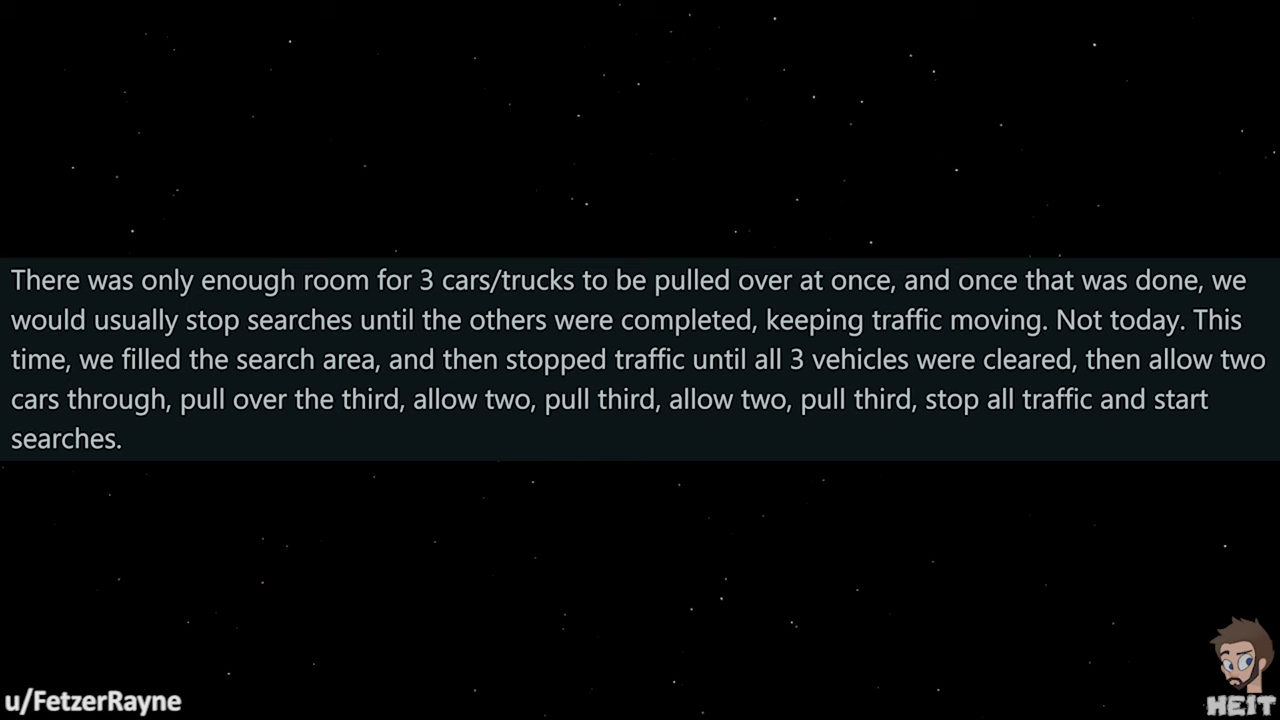 There was only enough room for 3 cars/trucks to be pulled over at once, and once that was done, we
would usually stop searches until the others were completed, keeping traffic moving. Not today. This
time, we filled the search area, and then stopped traffic until all 3 vehicles were cleared, then allow two
cars through, pull over the third, allow two, pull third, allow two, pull third, stop all traffic and start
searches.
u/FetzerRayne
HEIT